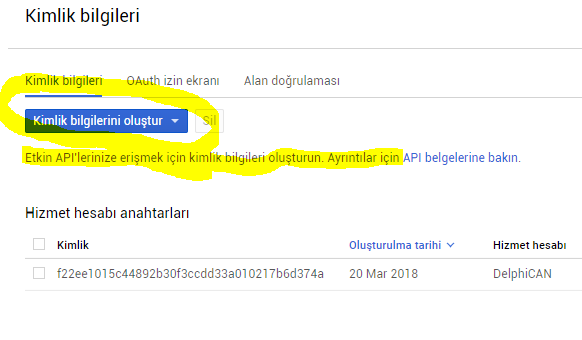 Kimlik bilgileri
Kimlik bilgileri OAuth izin ekranı Alan doğrulaması
Kimlik bilgilerini oluştur Sil
Etkin API'lerinize erişmek için kimlik bilgileri oluşturun. Ayrıntılar için API belgelerine bakın.
Hizmet hesabı anahtarları
Kimlik Oluşturulma tarihi Hizmet hesabı
f22ee1015c44892b30f3ccdd33a010217b6d374a 20 Mar 2018 DelphiCAN